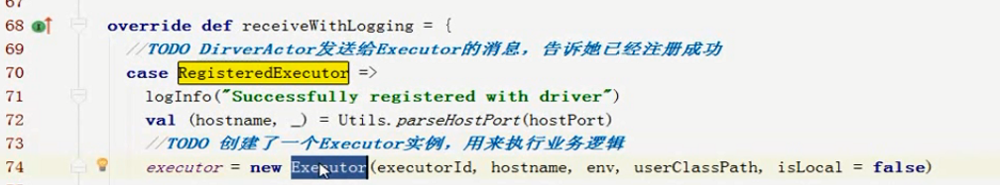 68 override def receiveWithLogging = {
69 //TODO DirverActor发送给Executor的消息，告诉她已经注册成功
70 case RegisteredExecutor =>
71 logInfo("Successfully registered with driver")
72 val (hostname, _) = Utils.parseHostPort(hostPort)
73 //TODO 创建了一个Executor实例，用来执行业务逻辑
74 executor = new Executor(executorId, hostname, env, userClassPath, isLocal = false)